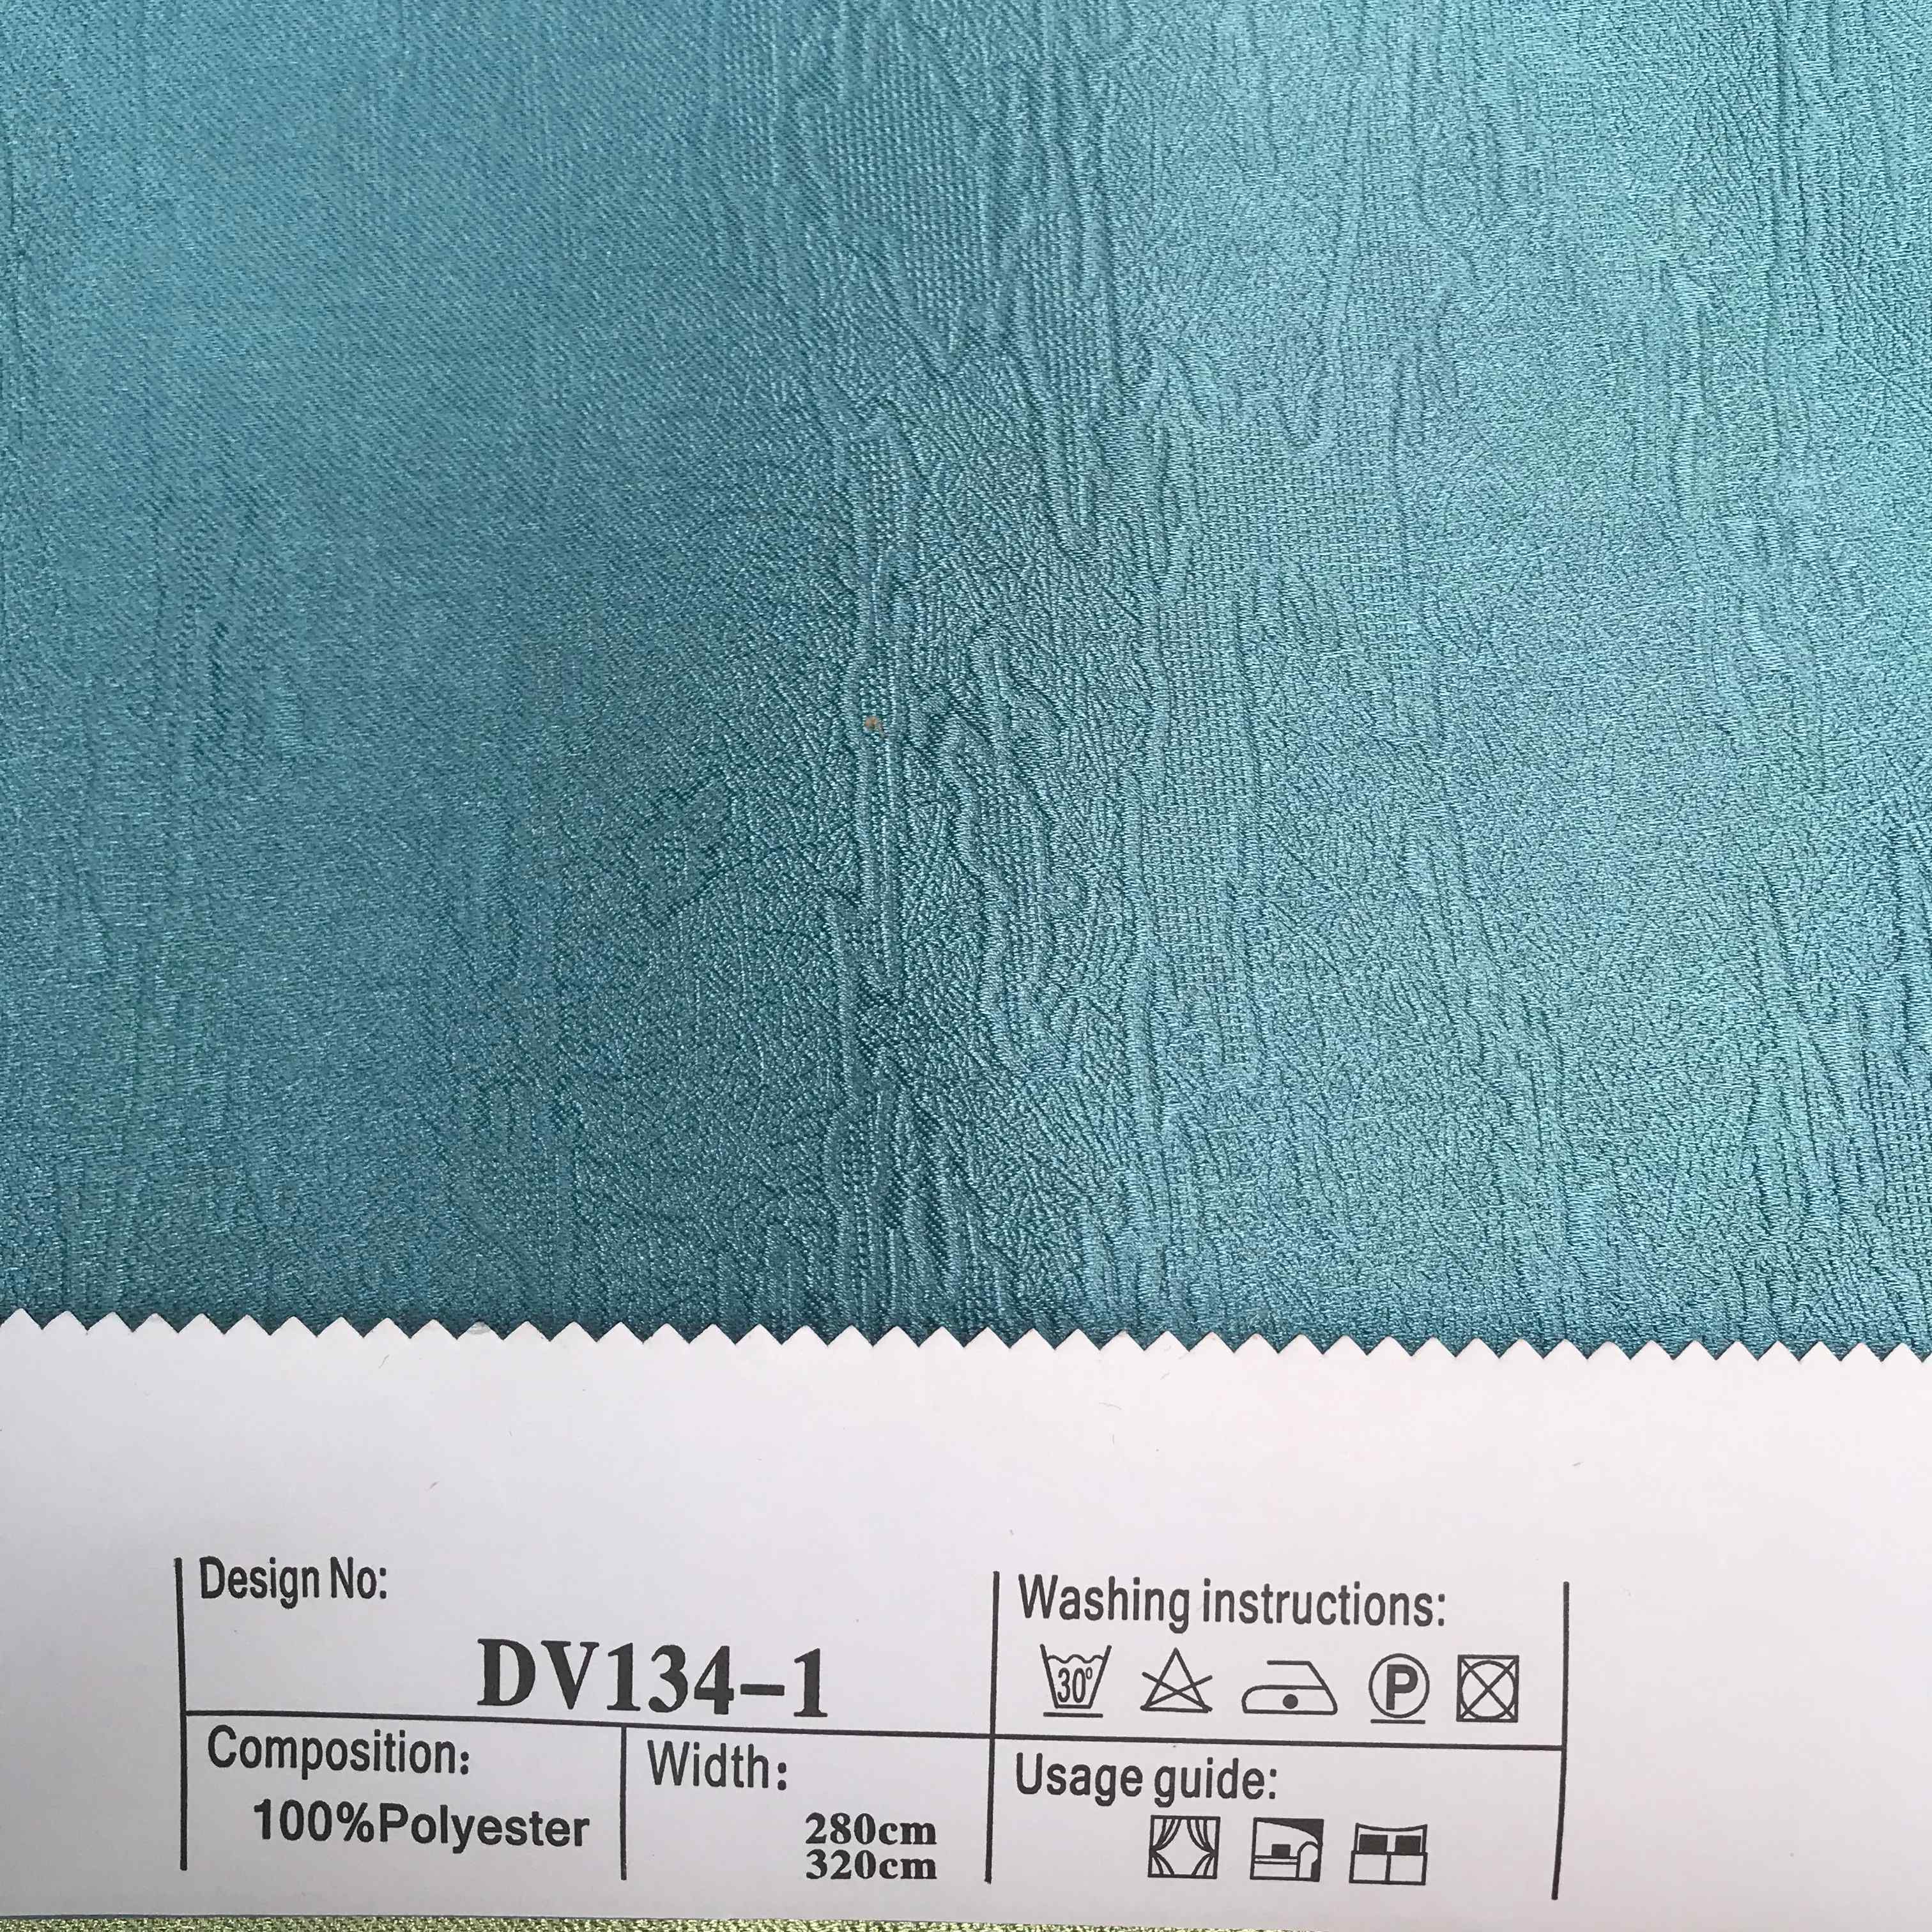 Design No:
DV134-1
Washing instructions:
30°
P
Composition:
100%Polyester
Width:
280cm
320cm
Usage guide: